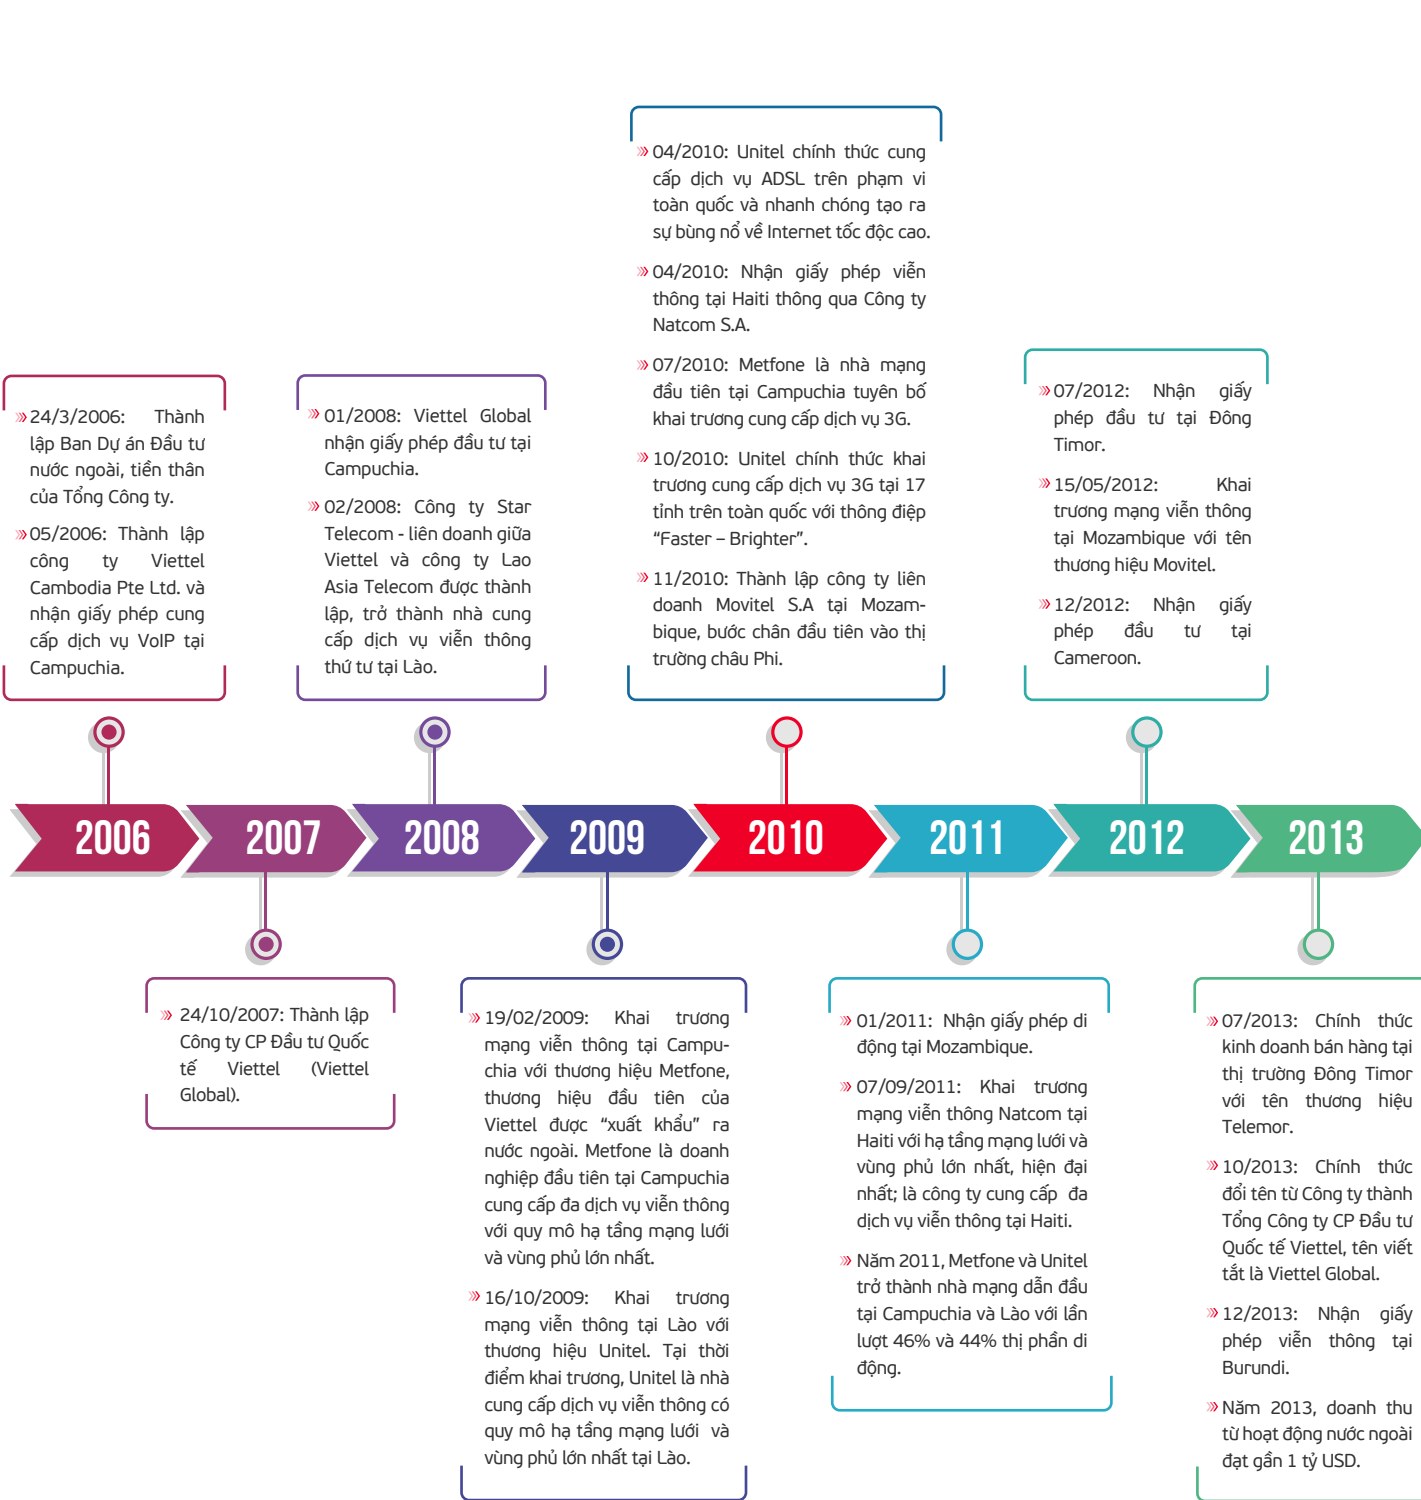 04/2010: Unitel chính thức cung
cấp dịch vụ ADSL trên phạm vi
toàn quốc và nhanh chóng tạo ra
sự bùng nổ về Internet tốc độc cao.
04/2010: Nhận giấy phép viễn
thông tại Haiti thông qua Công ty
Natcom S.A.
07/2010: Metfone là nhà mạng
đầu tiên tại Campuchia tuyên bố
khai trương cung cấp dịch vụ 3G.
10/2010: Unitel chính thức khai
trương cung cấp dịch vụ 3G tại 17
tỉnh trên toàn quốc với thông điệp
“Faster – Brighter”.
11/2010: Thành lập công ty liên
doanh Movitel S.A tại Mozam-
bique, bước chân đầu tiên vào thị
trường châu Phi.
24/3/2006: Thành
lập Ban Dự án Đầu tư
nước ngoài, tiền thân
của Tổng Công ty.
05/2006: Thành lập
công ty Viettel
Cambodia Pte Ltd. và
nhận giấy phép cung
cấp dịch vụ VoIP tại
Campuchia.
01/2008: Viettel Global
nhận giấy phép đầu tư tại
Campuchia.
02/2008: Công ty Star
Telecom - liên doanh giữa
Viettel và công ty Lao
Asia Telecom được thành
lập, trở thành nhà cung
cấp dịch vụ viễn thông
thứ tư tại Lào.
07/2012: Nhận giấy
phép đầu tư tại Đông
Timor.
15/05/2012: Khai
trương mạng viễn thông
tại Mozambique với tên
thương hiệu Movitel.
12/2012: Nhận giấy
phép đầu tư tại
Cameroon.
2006 2007 2008 2009 2010 2011 2012 2013
24/10/2007: Thành lập
Công ty CP Đầu tư Quốc
tế Viettel (Viettel
Global).
19/02/2009: Khai trương
mạng viễn thông tại Campu-
chia với thương hiệu Metfone,
thương hiệu đầu tiên của
Viettel được “xuất khẩu” ra
nước ngoài. Metfone là doanh
nghiệp đầu tiên tại Campuchia
cung cấp đa dịch vụ viễn thông
với quy mô hạ tầng mạng lưới
và vùng phủ lớn nhất.
16/10/2009: Khai trương
mạng viễn thông tại Lào với
thương hiệu Unitel. Tại thời
điểm khai trương, Unitel là nhà
cung cấp dịch vụ viễn thông có
quy mô hạ tầng mạng lưới và
vùng phủ lớn nhất tại Lào.
01/2011: Nhận giấy phép di
động tại Mozambique.
07/09/2011: Khai trương
mạng viễn thông Natcom tại
Haiti với hạ tầng mạng lưới và
vùng phủ lớn nhất, hiện đại
nhất; là công ty cung cấp đa
dịch vụ viễn thông tại Haiti.
Năm 2011, Metfone và Unitel
trở thành nhà mạng dẫn đầu
tại Campuchia và Lào với lần
lượt 46% và 44% thị phần di
động.
07/2013: Chính thức
kinh doanh bán hàng tại
thị trường Đông Timor
với tên thương hiệu
Telemor.
10/2013: Chính thức
đổi tên từ Công ty thành
Tổng Công ty CP Đầu tư
Quốc tế Viettel, tên viết
tắt là Viettel Global.
12/2013: Nhận giấy
phép viễn thông tại
Burundi.
Năm 2013, doanh thu
từ hoạt động nước ngoài
đạt gần 1 tỷ USD.